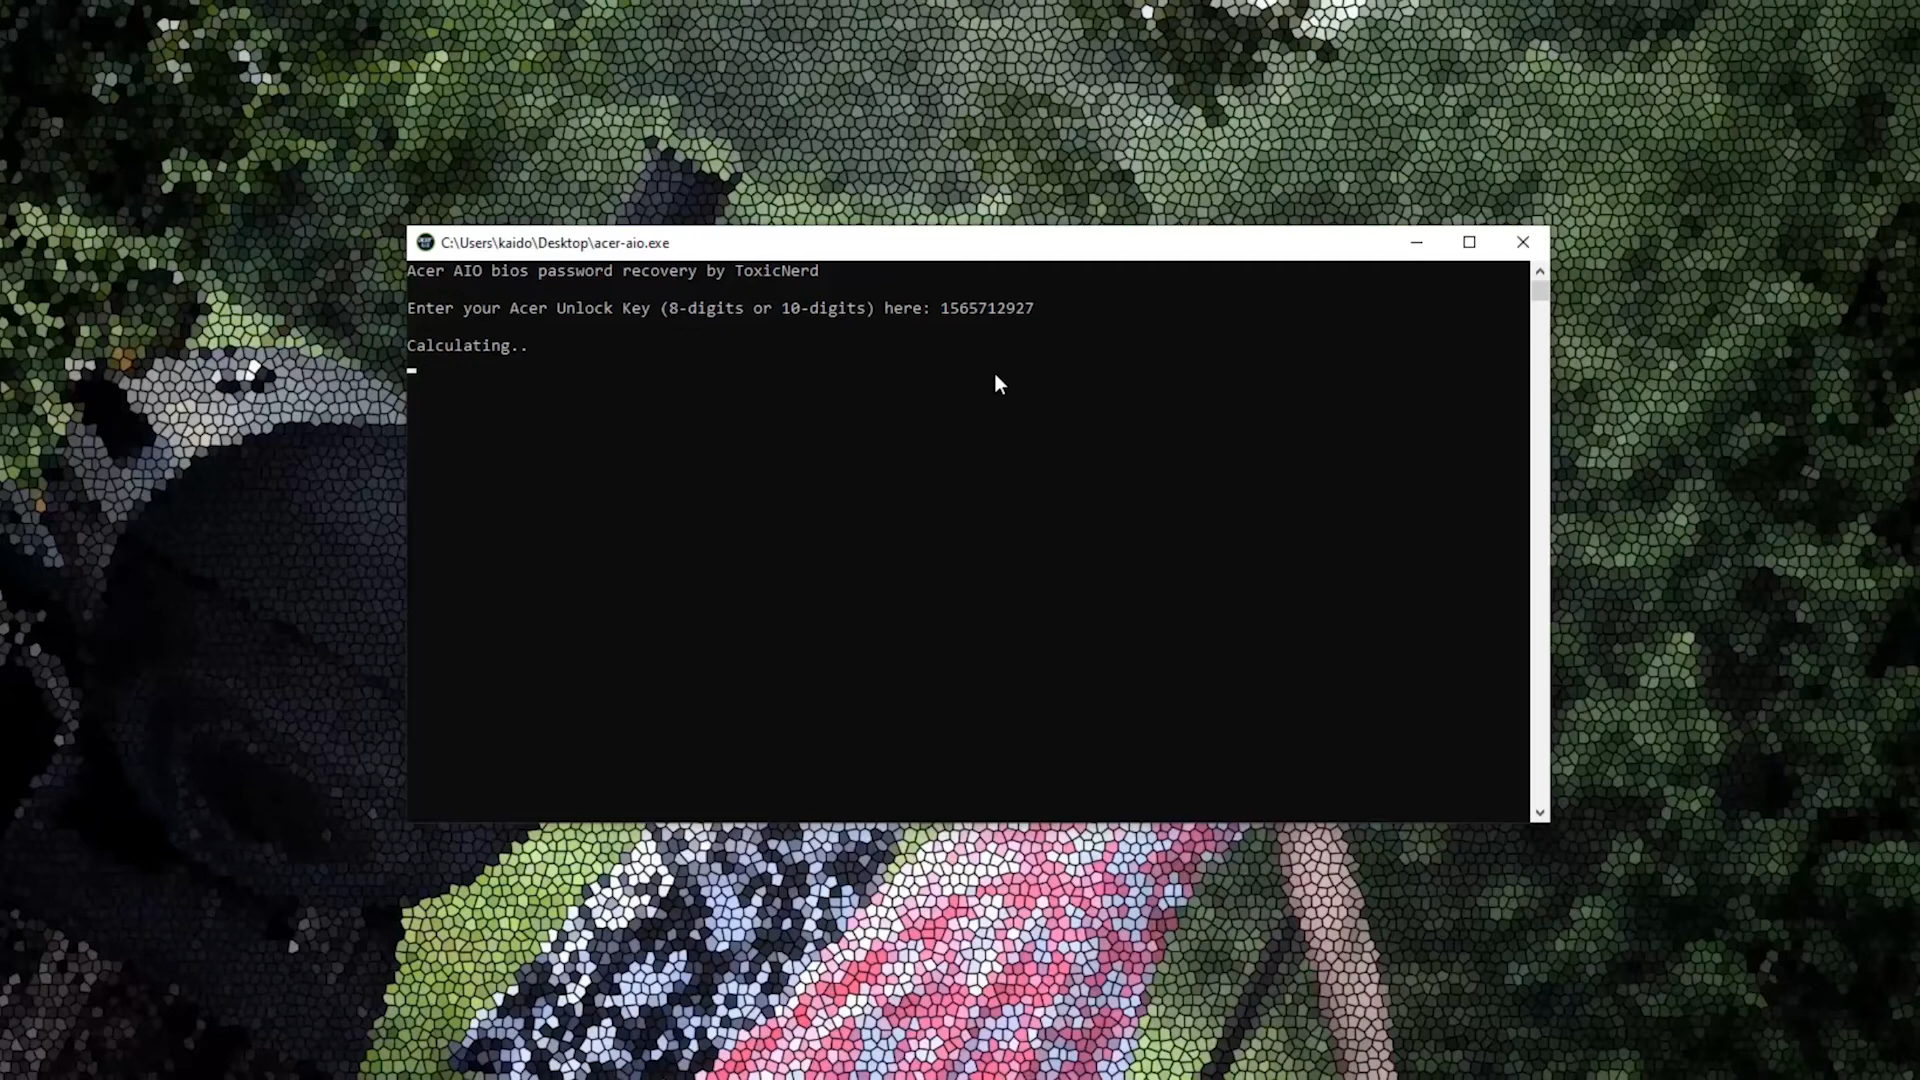 C:\Users\kaido\Desktop\acer-aio.exe
Acer AIO bios password recovery by ToxicNerd
Enter your Acer Unlock Key (8-digits or 10-digits) here: 1565712927
Calculating..